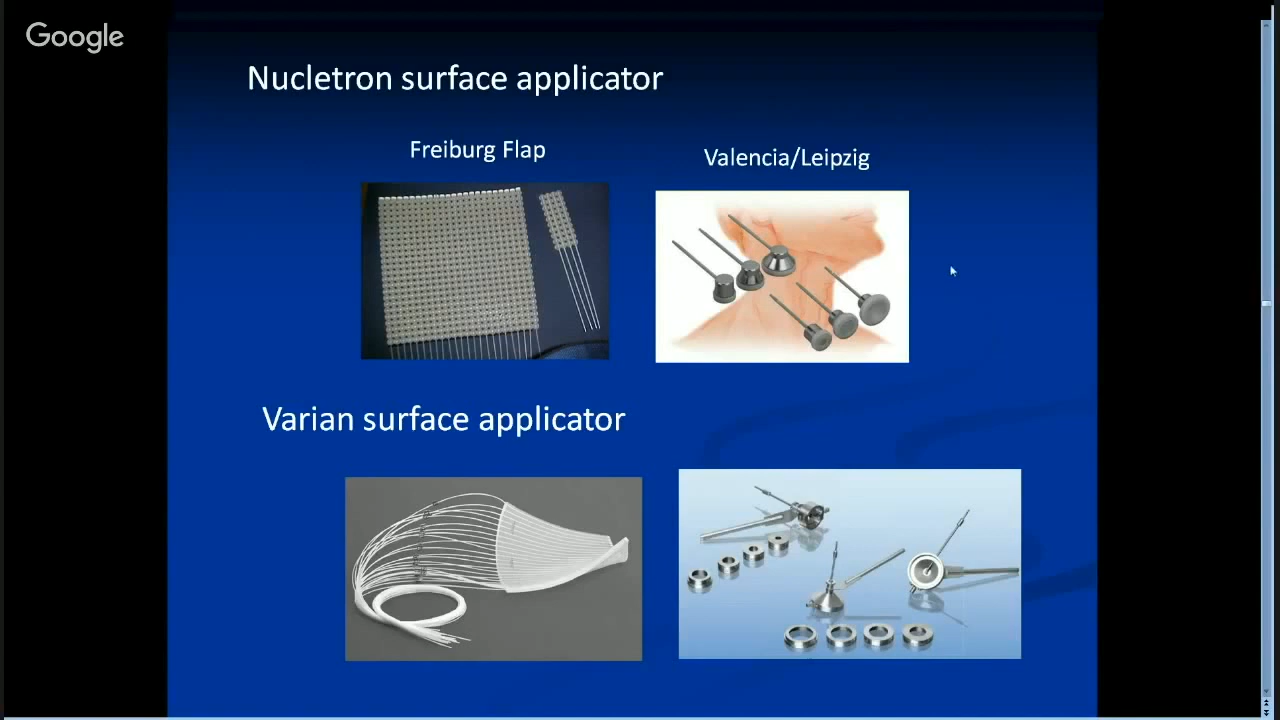 Google
Nucletron surface applicator
Freiburg Flap
Valencia/Leipzig
Varian surface applicator